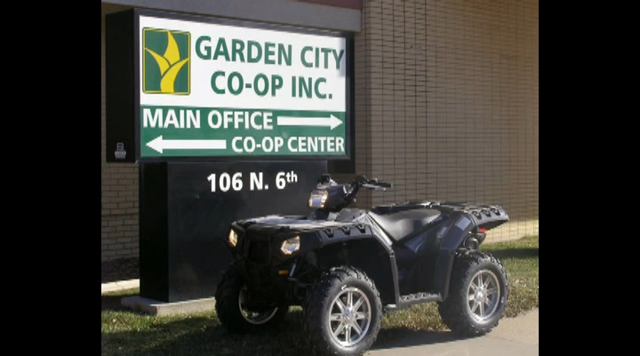 GARDEN CITY
CO-OP INC.
MAIN OFFICE
CO-OP CENTER
106 N. 6th